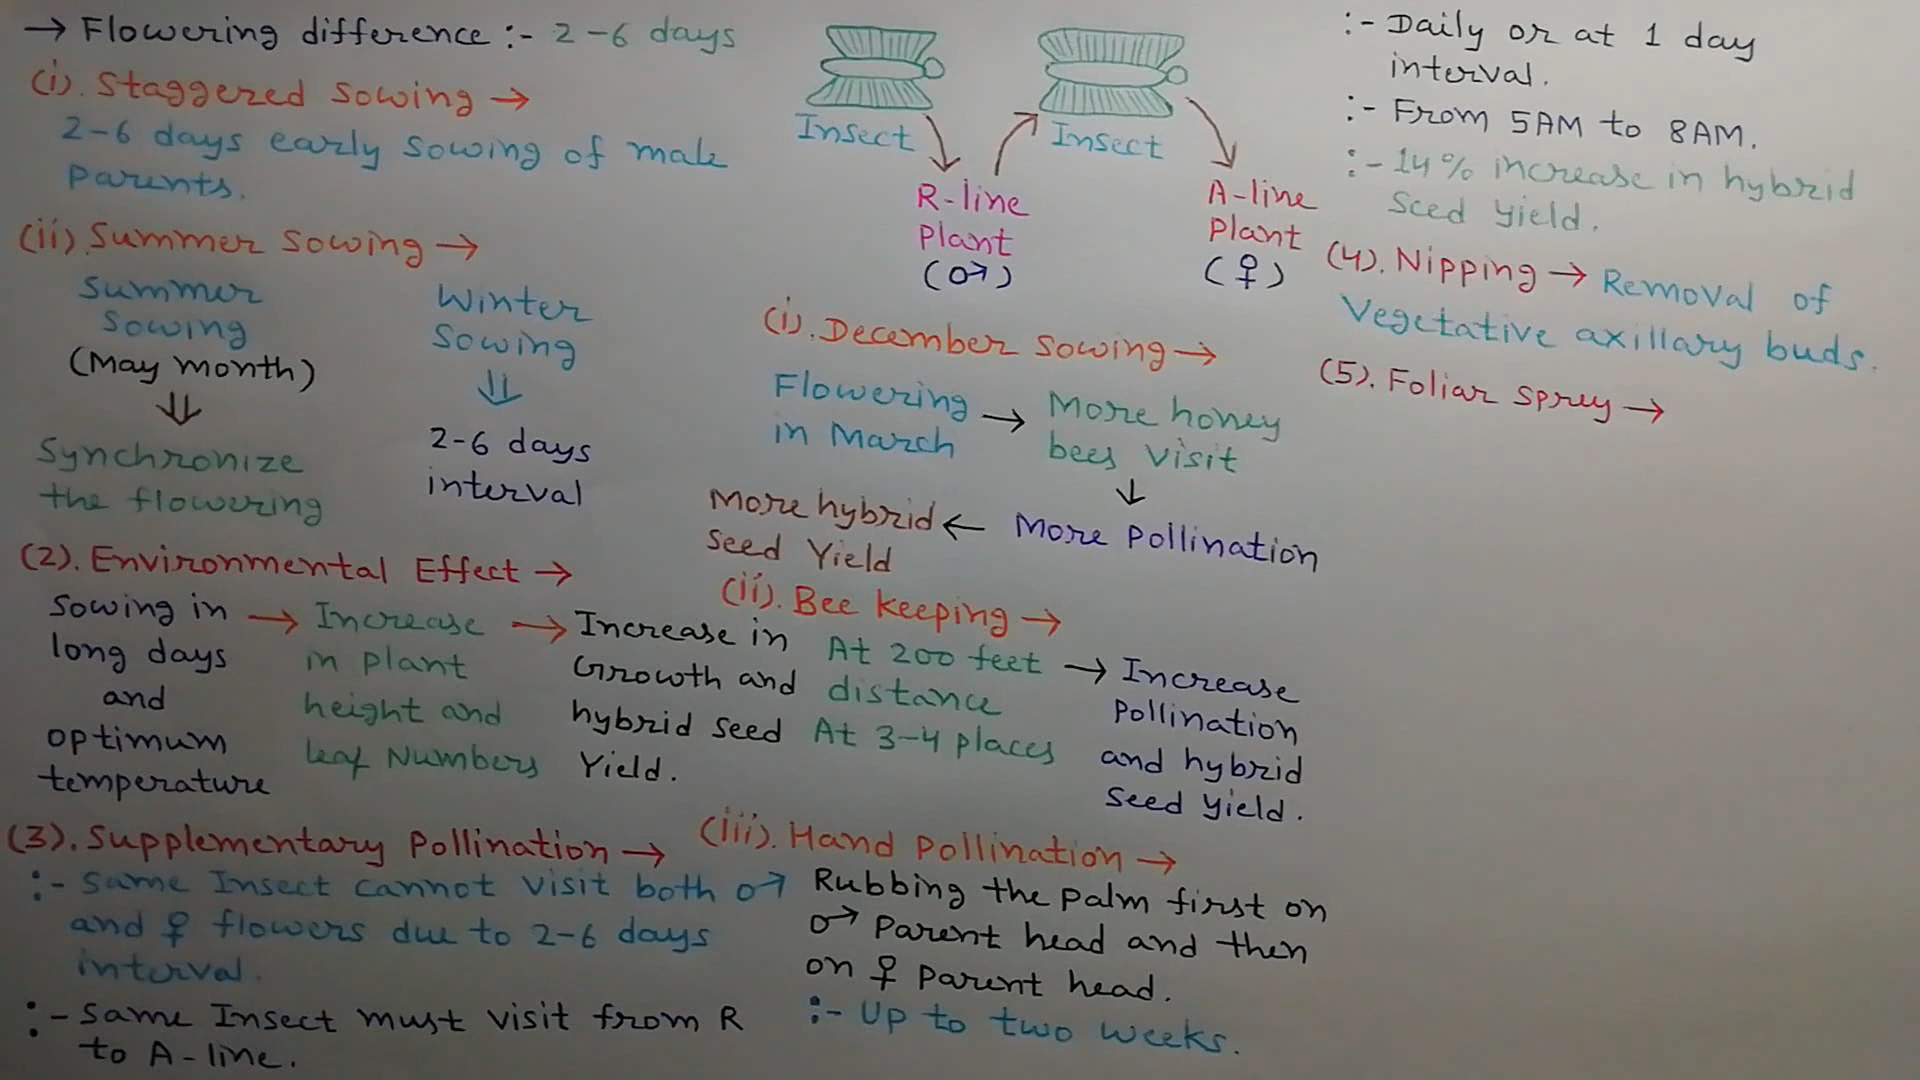 → Flowering difference :- 2-6 days
(i). Staggered Sowing →
2-6 days early Sowing of male
Parents.
(ii). Summer Sowing →
Summer
Sowing
(May month)
⇓
Synchronize
the flowering
Winter
Sowing
⇓
2-6 days
interval
(2). Environmental Effect →
Sowing in
long days
and
optimum
temperature
→ Increase
in plant
height and
leaf Numbers
→ Increase in
Growth and
hybrid seed
Yield.
(3). Supplementary Pollination →
:- Same Insect cannot visit both ♂
and ♀ flowers due to 2-6 days
interval.
:- Same Insect must visit from R
to A-line.
Insect
R-line
Plant
(♂)
Insect
A-line
Plant
(♀)
(i). December Sowing →
Flowering
in March
→ More honey
bees Visit
↓
More Pollination
← More hybrid
Seed Yield
(ii). Bee Keeping →
At 200 feet
distance
At 3-4 places
→ Increase
Pollination
and hybrid
Seed Yield.
(iii). Hand Pollination →
Rubbing the Palm first on
♂ Parent head and then
on ♀ Parent head.
:- Up to two weeks.
:- Daily or at 1 day
interval.
:- From 5AM to 8AM.
:- 14% increase in hybrid
Seed Yield.
(4). Nipping → Removal of
Vegetative axillary buds.
(5). Foliar Sprey →